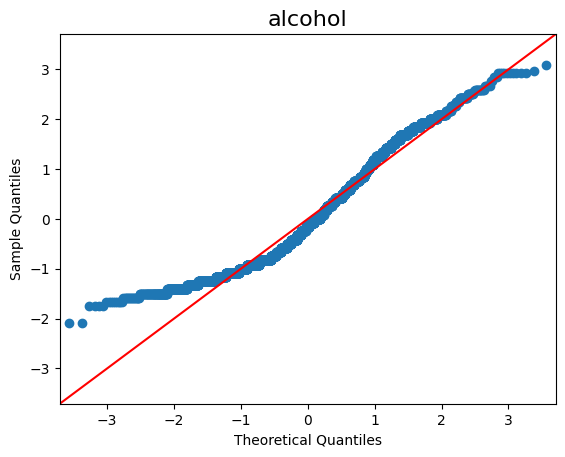 alcohol
3
2
1
0
−1
−2
−3
Sample Quantiles
−3 −2 −1 0 1 2 3
Theoretical Quantiles